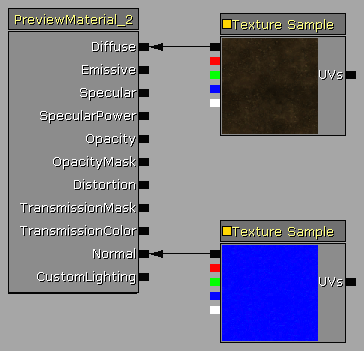 PreviewMaterial_2
Diffuse
Emissive
Specular
SpecularPower
Opacity
OpacityMask
Distortion
TransmissionMask
TransmissionColor
Normal
CustomLighting
Texture Sample
UVs
Texture Sample
UVs